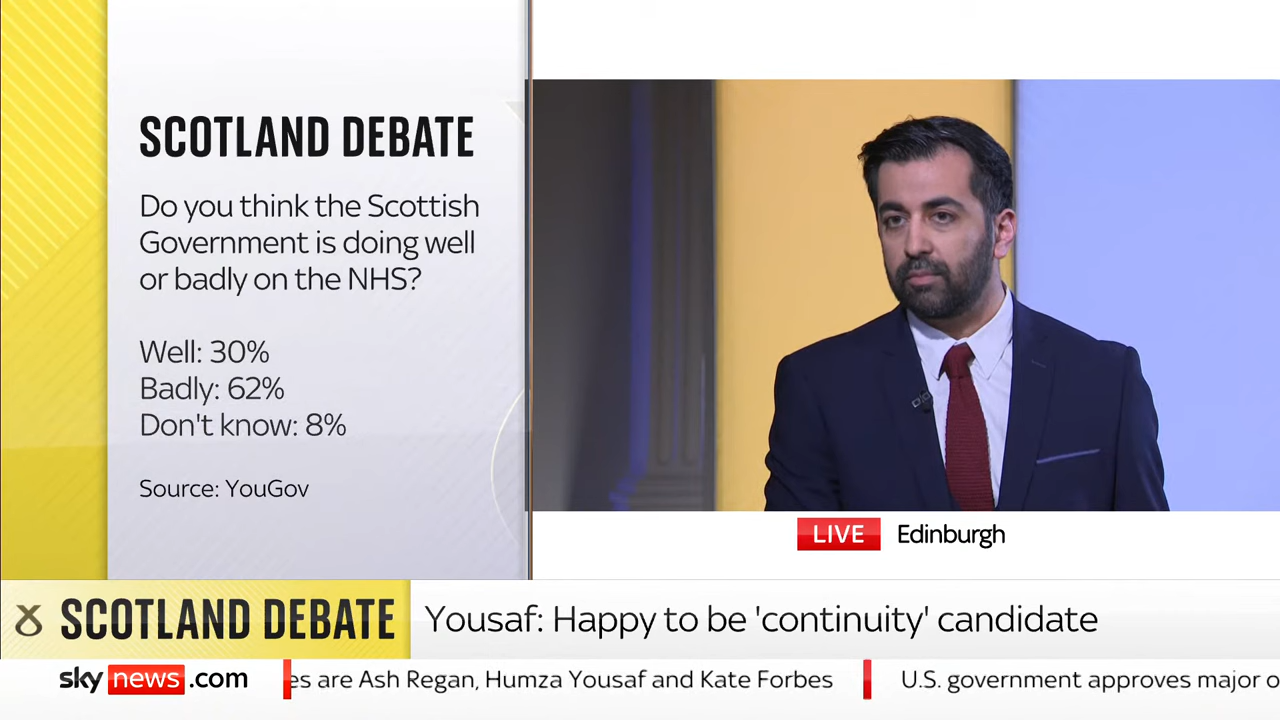 SCOTLAND DEBATE
Do you think the Scottish
Government is doing well
or badly on the NHS?
Well: 30%
Badly: 62%
Don't know: 8%
Source: YouGov
LIVE Edinburgh
SCOTLAND DEBATE Yousaf: Happy to be 'continuity' candidate
sky news.com es are Ash Regan, Humza Yousaf and Kate Forbes U.S. government approves major o